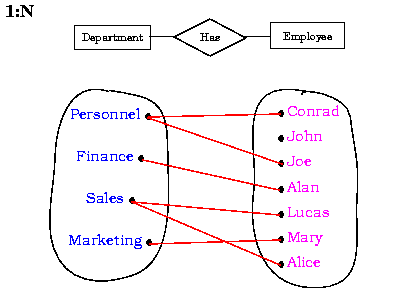 1:N
Department
Has
Employee
Personnel
Conrad
John
Finance
Joe
Alan
Sales
Lucas
Marketing
Mary
Alice